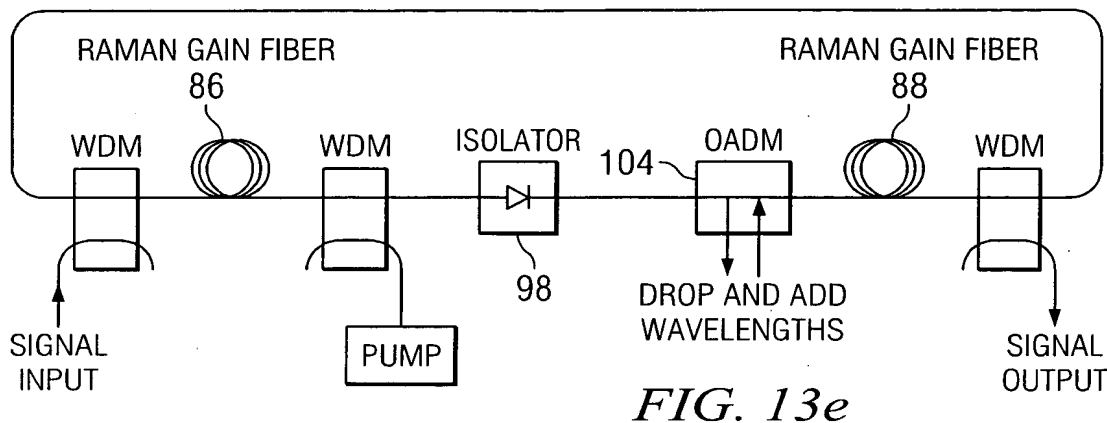 RAMAN GAIN FIBER
86
RAMAN GAIN FIBER
88
WDM
WDM
ISOLATOR
OADM
WDM
104
98
DROP AND ADD
WAVELENGTHS
SIGNAL
INPUT
PUMP
SIGNAL
OUTPUT
FIG. 13e